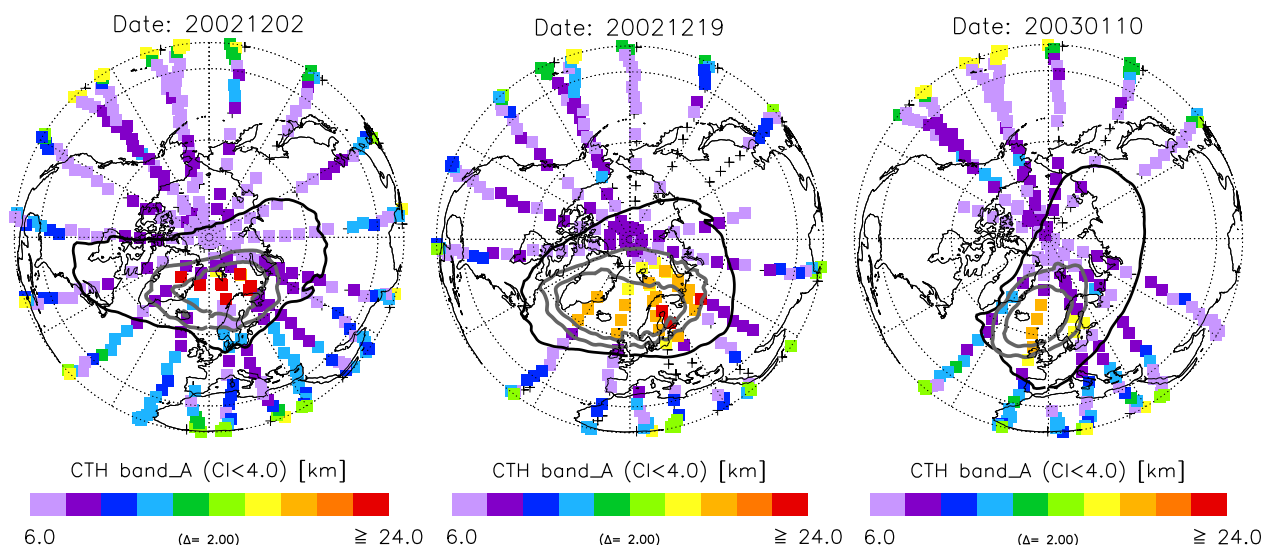 Date: 20021202
Date: 20021219
Date: 20030110
CTH band_A (CI<4.0) [km]
CTH band_A (CI<4.0) [km]
CTH band_A (CI<4.0) [km]
6.0 (Δ= 2.00) ≧ 24.0
6.0 (Δ= 2.00) ≧ 24.0
6.0 (Δ= 2.00) ≧ 24.0